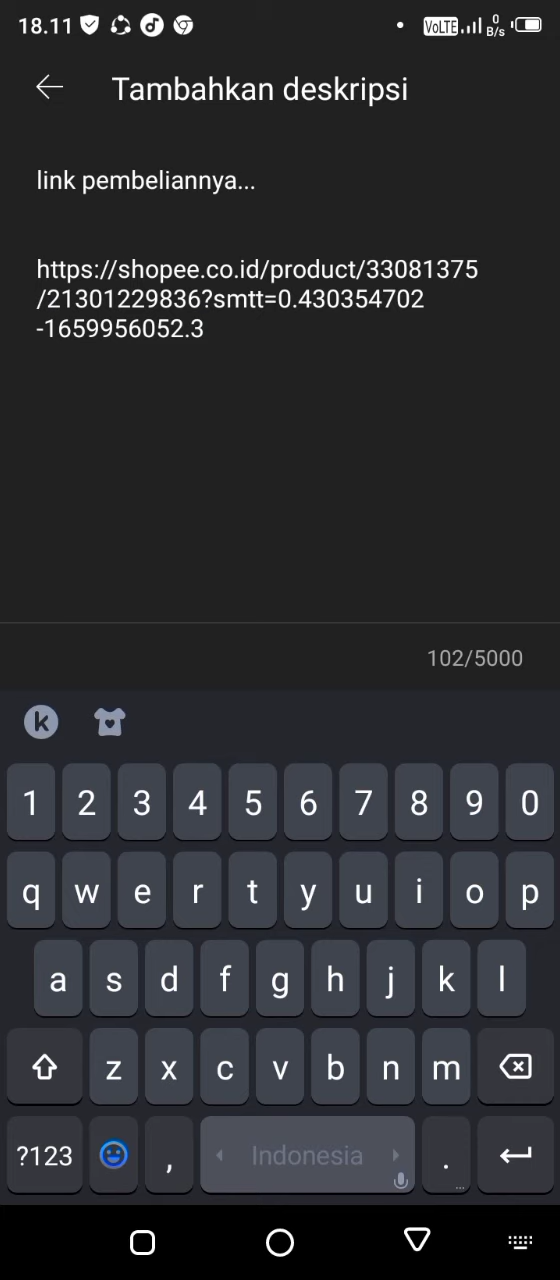 18.11
VoLTE
0
B/s
Tambahkan deskripsi
link pembeliannya...
https://shopee.co.id/product/33081375
/21301229836?smtt=0.430354702
-1659956052.3
102/5000
k
1 2 3 4 5 6 7 8 9 0
q w e r t y u i o p
a s d f g h j k l
z x c v b n m
?123 , Indonesia . ...